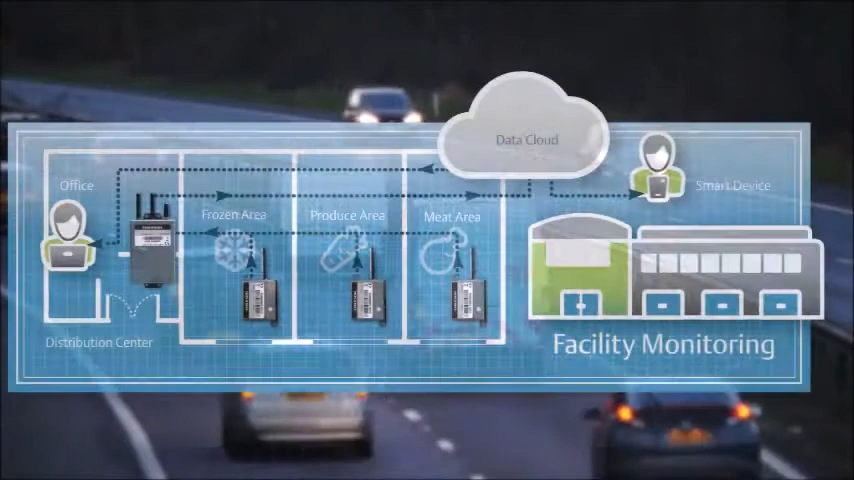 Data Cloud
Office
Smart Device
Frozen Area
Produce Area
Meat Area
Distribution Center
Facility Monitoring